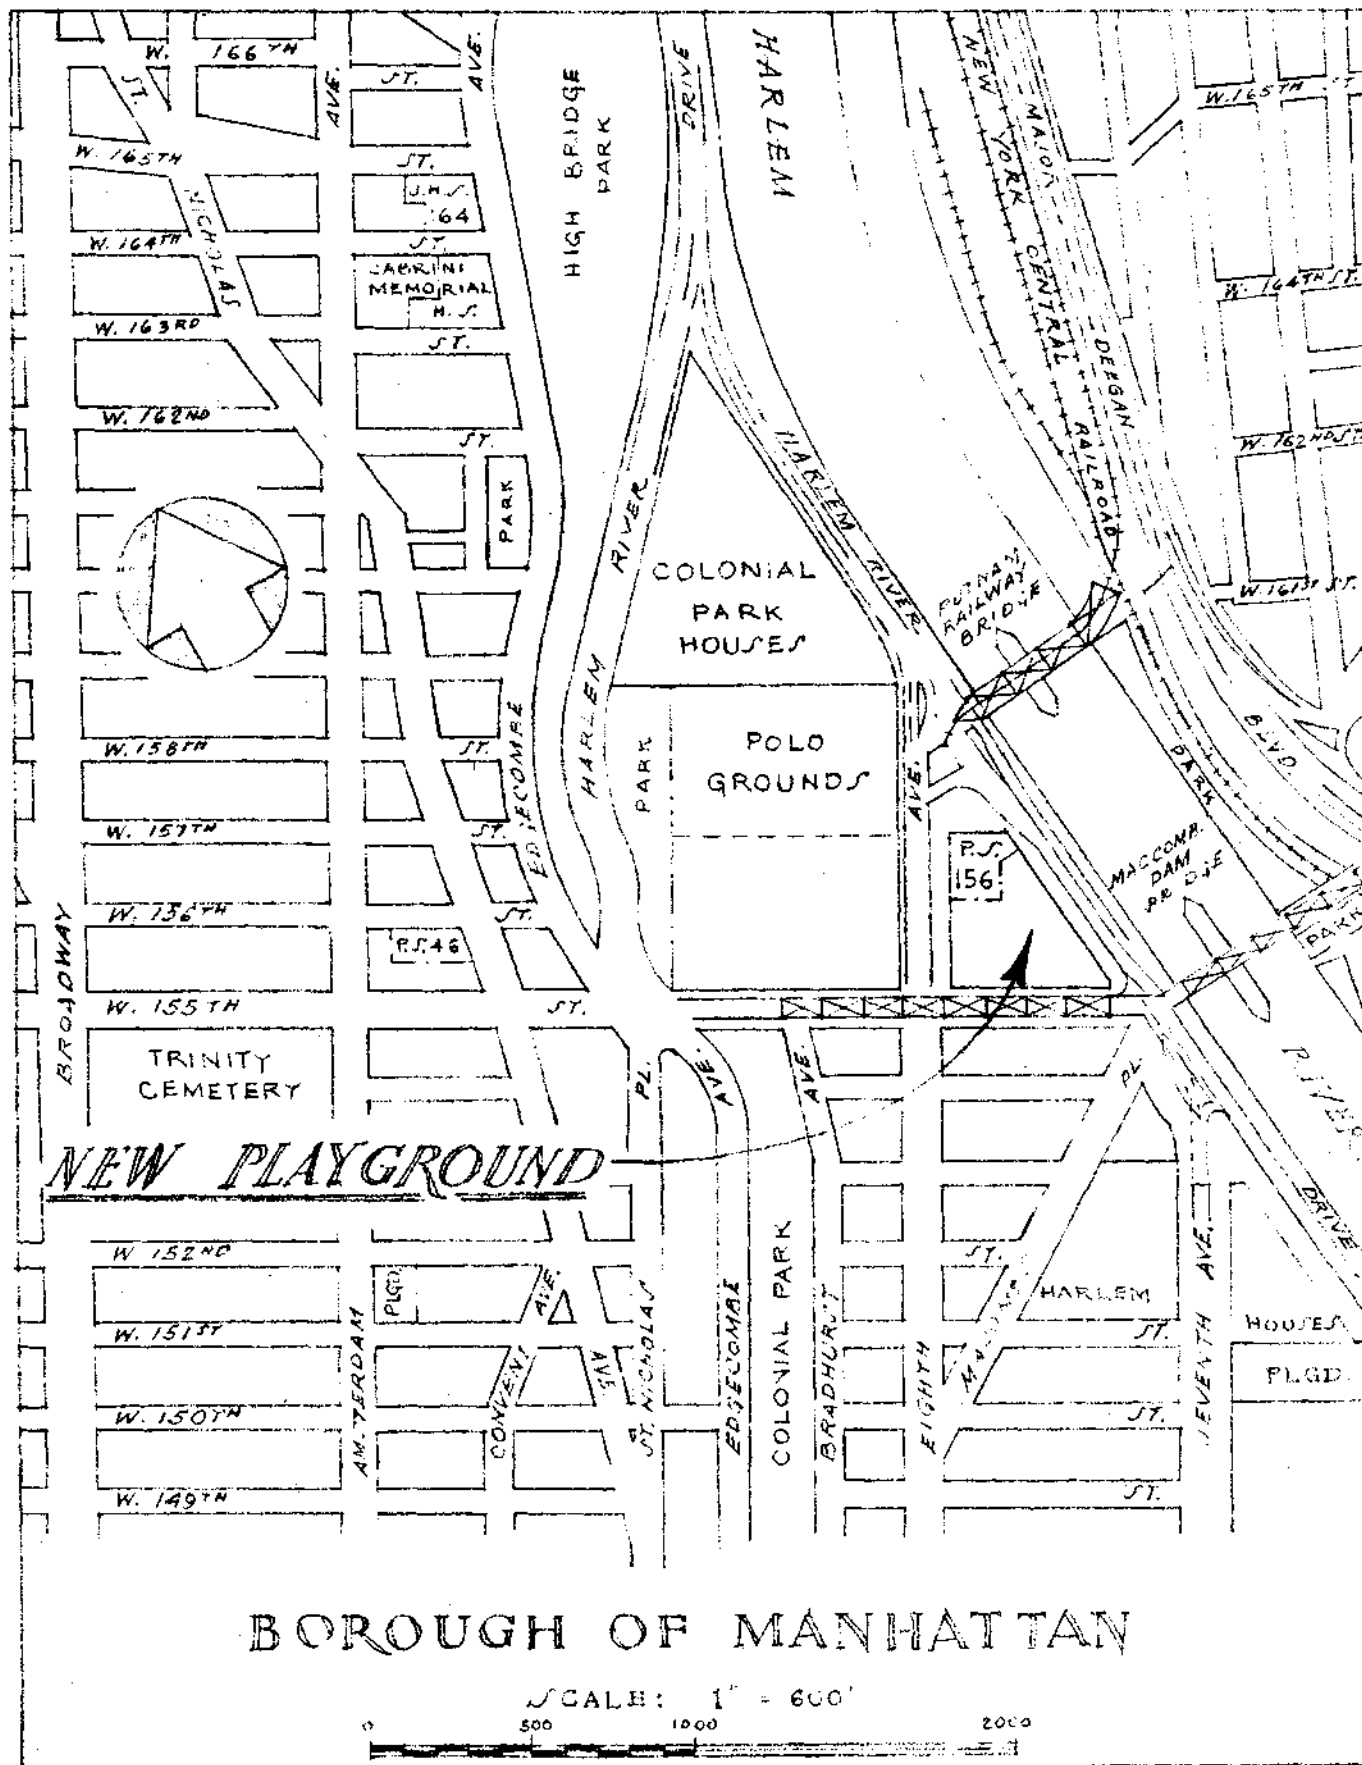 W. 166TH
ST.
AVE.
ST.
AVE.
HIGH BRIDGE
PARK
DRIVE
HARLEM
NEW YORK CENTRAL RAILROAD
MAJOR DEEGAN
BLVD.
W. 165TH ST.
W. 165TH
ST.
J.H.S.
164
NICHOLAS
W. 164TH
ST.
CABRINI
MEMORIAL
H.S.
W. 164TH ST.
W. 163RD
ST.
W. 162ND
ST.
W. 162ND ST.
PARK
HARLEM RIVER
HARLEM RIVER
COLONIAL
PARK
HOUSES
PUTNAM
RAILWAY
BRIDGE
W. 161ST ST.
W. 158TH
ST.
EDGECOMBE
PARK
POLO
GROUNDS
AVE.
PARK
W. 157TH
ST.
P.S.
156
MACCOMB
DAM
BRIDGE
PARK
W. 156TH
ST.
P.S. 46
BROADWAY
W. 155TH
ST.
TRINITY
CEMETERY
PL.
AVE.
AVE.
PL.
RIVER
NEW PLAYGROUND
DRIVE
W 152ND
ST.
PLGD.
AVE.
COLONIAL PARK
HARLEM
HOUSES
PLGD.
W. 151ST
ST.
AMSTERDAM
CONVENT
AVE
ST. NICHOLAS
EDGECOMBE
BRADHURST
EIGHTH
SEVENTH AVE.
W. 150TH
ST.
W. 149TH
ST.
BOROUGH OF MANHATTAN
SCALE: 1" = 600'
0 500 1000 2000